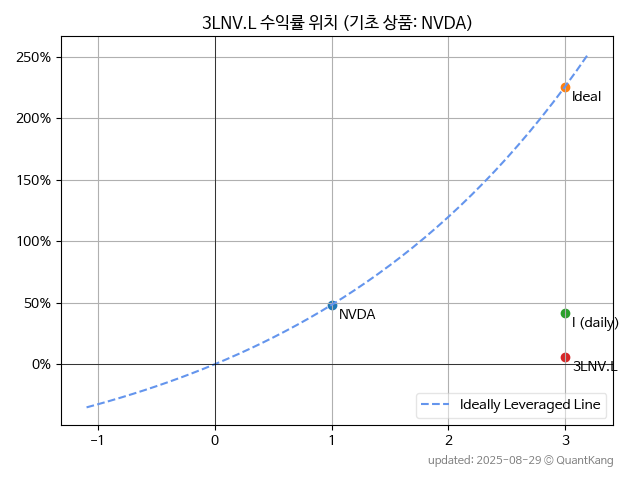 3LNV.L 수익률 위치 (기초 상품: NVDA)
250%
200%
150%
100%
50%
0%
Ideal
NVDA
I (daily)
3LNV.L
Ideally Leveraged Line
−1
0
1
2
3
updated: 2025-08-29 © QuantKang